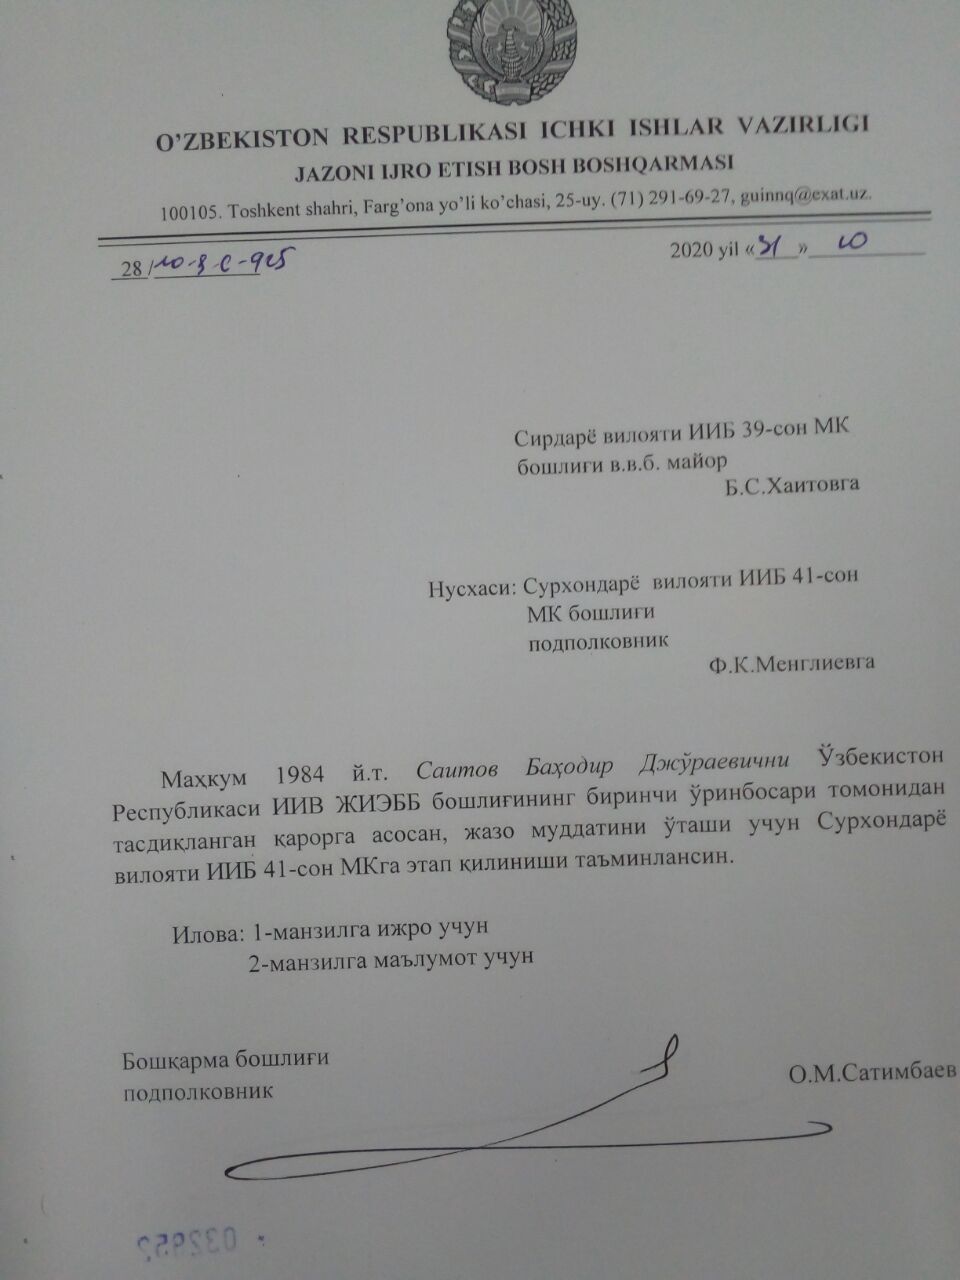 O'ZBEKISTON RESPUBLIKASI ICHKI ISHLAR VAZIRLIGI
JAZONI IJRO ETISH BOSH BOSHQARMASI
100105. Toshkent shahri, Farg'ona yo'li ko'chasi, 25-uy. (71) 291-69-27, guinnq@exat.uz.
28 /
2020 yil «31» 10
Сирдарё вилояти ИИБ 39-сон МК
бошлиғи в.в.б. майор
Б.С.Хаитовга
Нусхаси: Сурхондарё вилояти ИИБ 41-сон
МК бошлиғи
подполковник
Ф.К.Менглиевга
Маҳкум 1984 й.т. Саитов Баҳодир Джўраевични Ўзбекистон
Республикаси ИИВ ЖИЭББ бошлиғининг биринчи ўринбосари томонидан
тасдиқланган қарорга асосан, жазо муддатини ўташи учун Сурхондарё
вилояти ИИБ 41-сон МКга этап қилиниши таъминлансин.
Илова: 1-манзилга ижро учун
2-манзилга маълумот учун
Бошқарма бошлиғи
подполковник
О.М.Сатимбаев
032952